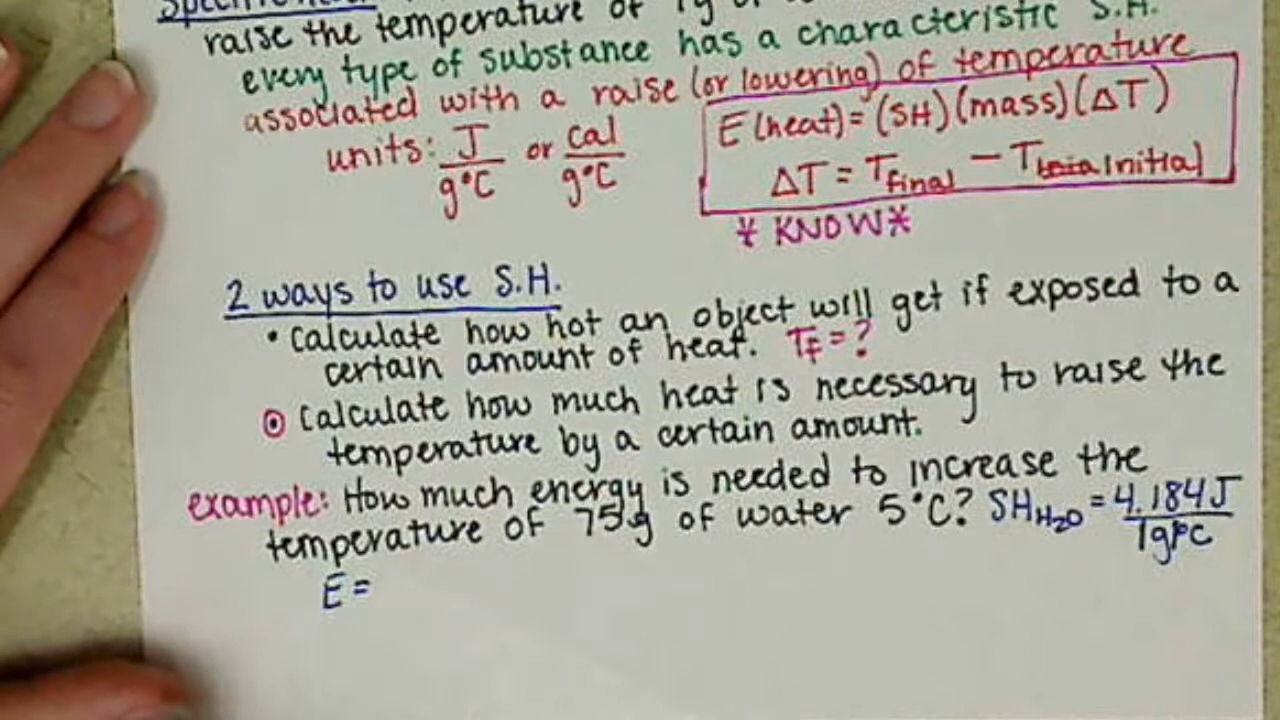 raise the temperature of 1g of
every type of substance has a characteristic S.H.
associated with a raise (or lowering) of temperature
units: J/g°C or cal/g°C
E(heat)= (SH)(mass)(ΔT)
ΔT = Tfinal - Tinitial
* KNOW *
2 ways to use S.H.
• Calculate how hot an object will get if exposed to a
certain amount of heat. TF = ?
⊙ Calculate how much heat is necessary to raise the
temperature by a certain amount.
example: How much energy is needed to increase the
temperature of 75g of water 5°C? SHH2O = 4.184J/1g1°C
E =